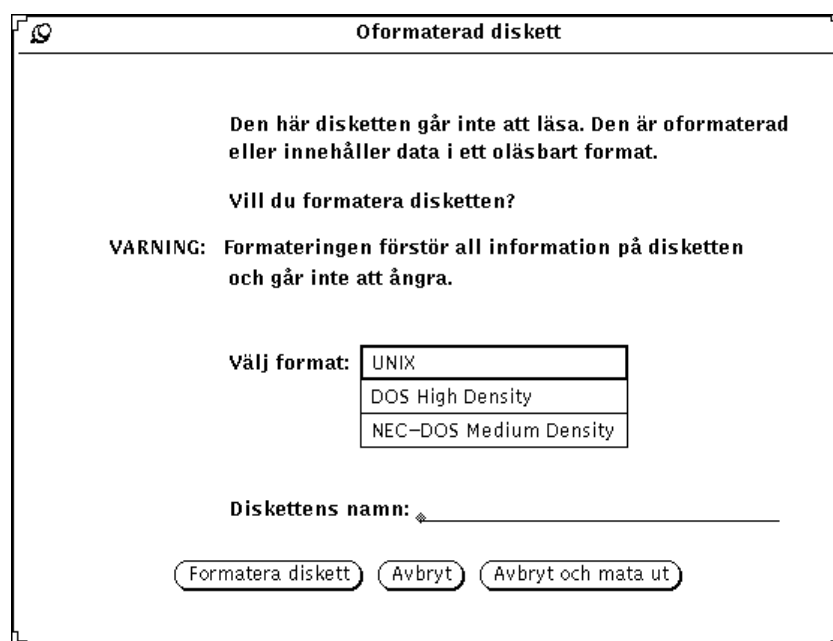 Oformaterad diskett
Den här disketten går inte att läsa. Den är oformaterad
eller innehåller data i ett oläsbart format.
Vill du formatera disketten?
VARNING: Formateringen förstör all information på disketten
och går inte att ångra.
Välj format: UNIX
DOS High Density
NEC-DOS Medium Density
Diskettens namn:
Formatera diskett Avbryt Avbryt och mata ut